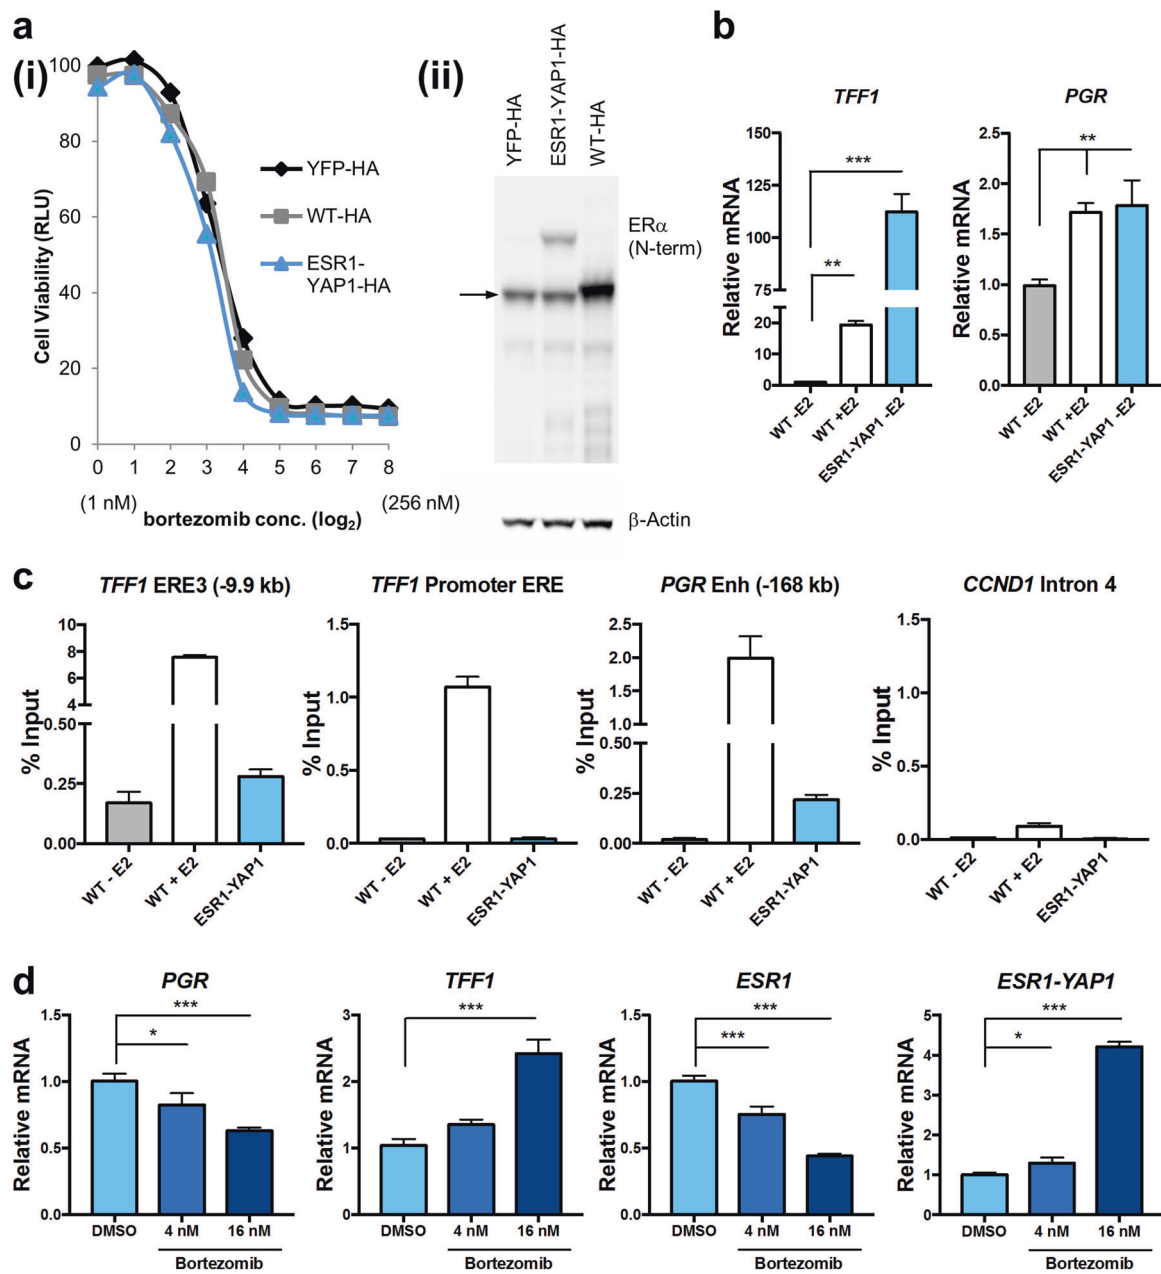 a
(i)
100
80
60
40
20
0
Cell Viability (RLU)
0 1 2 3 4 5 6 7 8
(1 nM)
(256 nM)
bortezomib conc. (log2)
YFP-HA
WT-HA
ESR1-
YAP1-HA
(ii)
YFP-HA
ESR1-YAP1-HA
WT-HA
ERα
(N-term)
β-Actin
b
TFF1
Relative mRNA
150
125
100
75
20
10
0
***
**
WT -E2
WT +E2
ESR1-YAP1 -E2
PGR
Relative mRNA
2.5
2.0
1.5
1.0
0.5
0.0
**
WT -E2
WT +E2
ESR1-YAP1 -E2
c
TFF1 ERE3 (-9.9 kb)
% Input
10
8
6
4
0.50
0.25
0.00
WT - E2
WT + E2
ESR1-YAP1
TFF1 Promoter ERE
% Input
1.5
1.0
0.5
0.0
WT - E2
WT + E2
ESR1-YAP1
PGR Enh (-168 kb)
% Input
2.5
2.0
1.5
1.0
0.50
0.25
0.00
WT - E2
WT + E2
ESR1-YAP1
CCND1 Intron 4
% Input
1.5
1.0
0.5
0.0
WT - E2
WT + E2
ESR1-YAP1
d
PGR
Relative mRNA
1.5
1.0
0.5
0.0
***
*
DMSO 4 nM 16 nM
Bortezomib
TFF1
Relative mRNA
3
2
1
0
***
DMSO 4 nM 16 nM
Bortezomib
ESR1
Relative mRNA
1.5
1.0
0.5
0.0
***
***
DMSO 4 nM 16 nM
Bortezomib
ESR1-YAP1
Relative mRNA
5
4
3
2
1
0
***
*
DMSO 4 nM 16 nM
Bortezomib